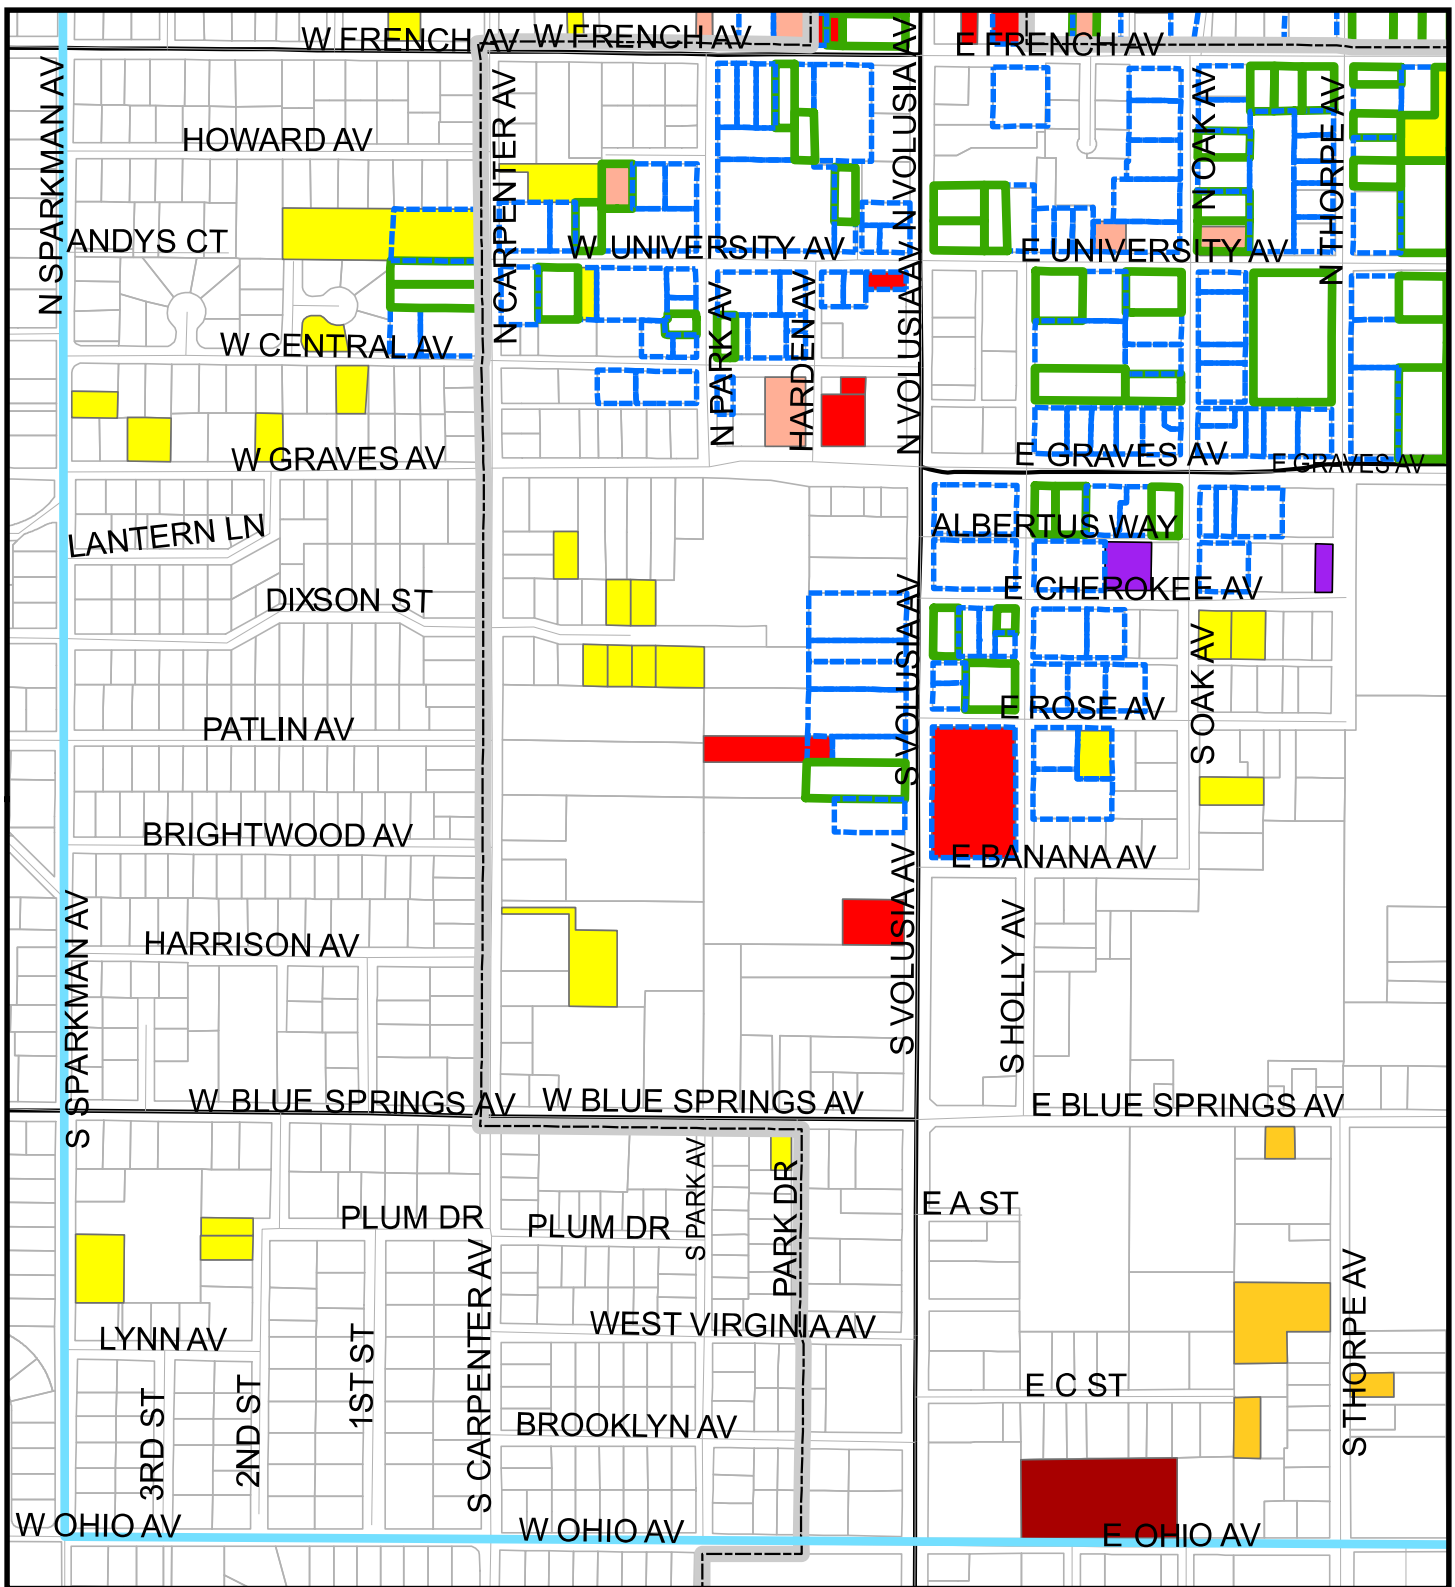 W FRENCH AV
W FRENCH AV
E FRENCH AV
N SPARKMAN AV
N CARPENTER AV
N VOLUSIA AV
N OAK AV
N THORPE AV
HOWARD AV
ANDYS CT
W UNIVERSITY AV
E UNIVERSITY AV
N PARK AV
HARDEN AV
N VOLUSIA AV
W CENTRAL AV
W GRAVES AV
E GRAVES AV
E GRAVES AV
LANTERN LN
ALBERTUS WAY
DIXSON ST
E CHEROKEE AV
S VOLUSIA AV
S OAK AV
PATLIN AV
E ROSE AV
BRIGHTWOOD AV
E BANANA AV
S SPARKMAN AV
HARRISON AV
S VOLUSIA AV
S HOLLY AV
W BLUE SPRINGS AV
W BLUE SPRINGS AV
E BLUE SPRINGS AV
S PARK AV
PARK DR
PLUM DR
PLUM DR
E A ST
S CARPENTER AV
S THORPE AV
LYNN AV
WEST VIRGINIA AV
3RD ST
2ND ST
1ST ST
E C ST
BROOKLYN AV
W OHIO AV
W OHIO AV
E OHIO AV